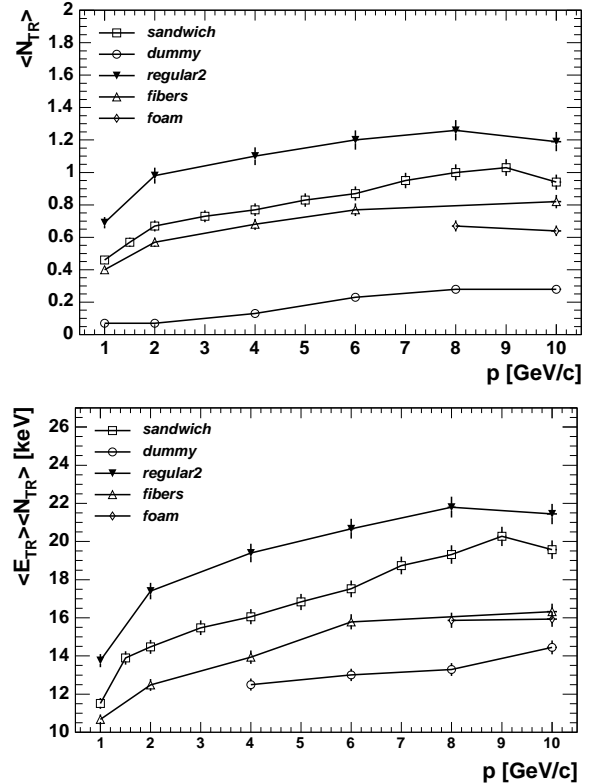 <N_TR>
2
1.8
1.6
1.4
1.2
1
0.8
0.6
0.4
0.2
0
sandwich
dummy
regular2
fibers
foam
1 2 3 4 5 6 7 8 9 10
p [GeV/c]
<E_TR><N_TR> [keV]
26
24
22
20
18
16
14
12
10
sandwich
dummy
regular2
fibers
foam
1 2 3 4 5 6 7 8 9 10
p [GeV/c]